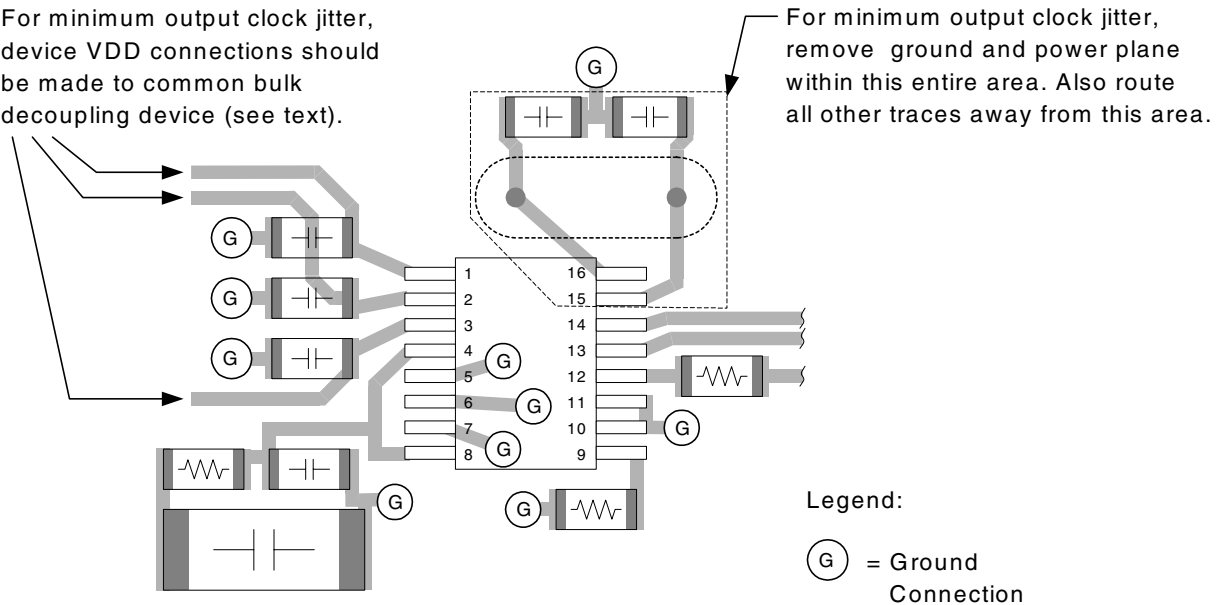 For minimum output clock jitter,
device VDD connections should
be made to common bulk
decoupling device (see text).
For minimum output clock jitter,
remove ground and power plane
within this entire area. Also route
all other traces away from this area.
G
G
G
G
1
2
3
4
5
6
7
8
16
15
14
13
12
11
10
9
G
G
G
G
G
G
Legend:
G = Ground
Connection